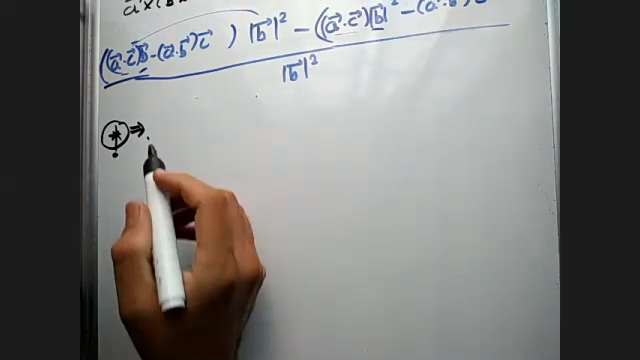 a⃗ × (b⃗
((a⃗·c⃗)b⃗ - (a⃗·b⃗)c⃗) |b⃗|² - ((a⃗·c⃗)|b⃗|² - (a⃗·b⃗)
|b⃗|²
* ⇒